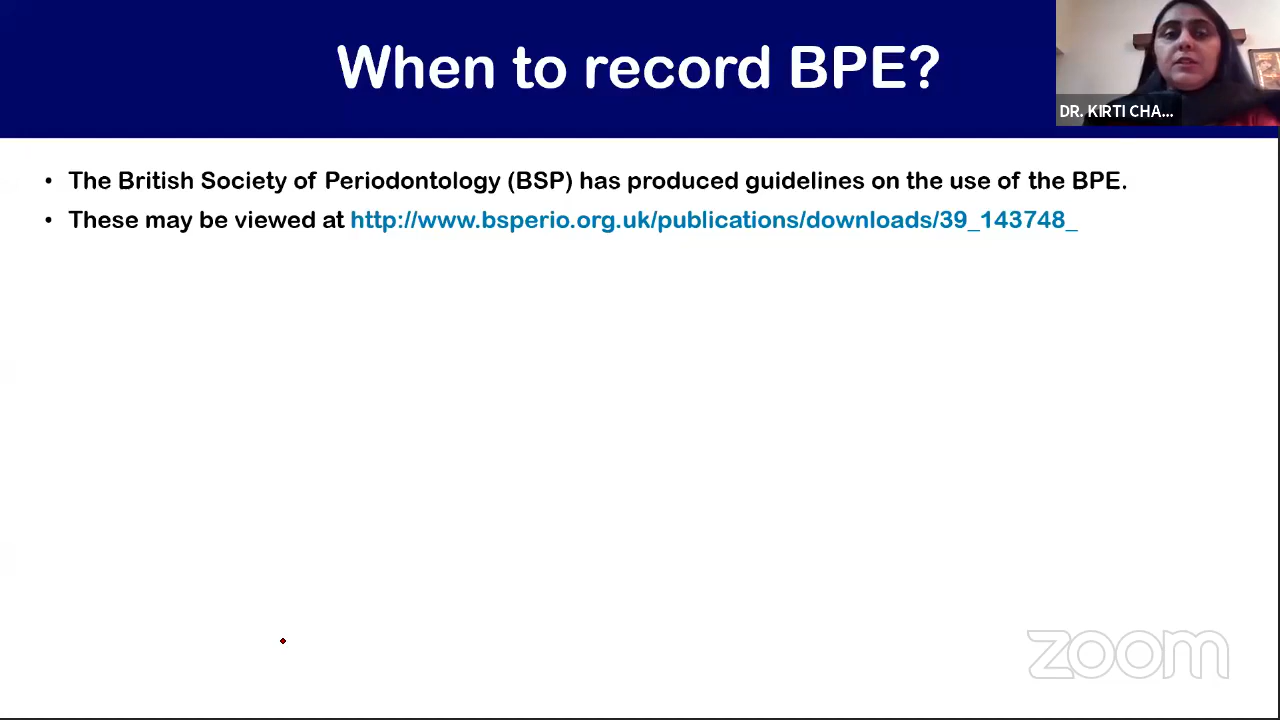 When to record BPE?
DR. KIRTI CHA...
• The British Society of Periodontology (BSP) has produced guidelines on the use of the BPE.
• These may be viewed at http://www.bsperio.org.uk/publications/downloads/39_143748_
zoom